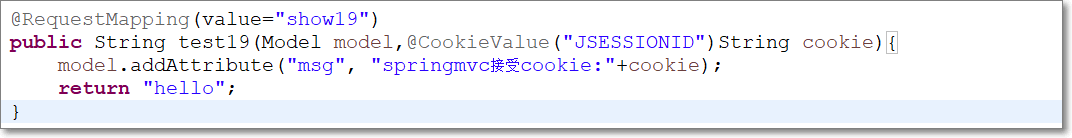 @RequestMapping(value="show19")
public String test19(Model model,@CookieValue("JSESSIONID")String cookie){
    model.addAttribute("msg", "springmvc接受cookie:"+cookie);
    return "hello";
}